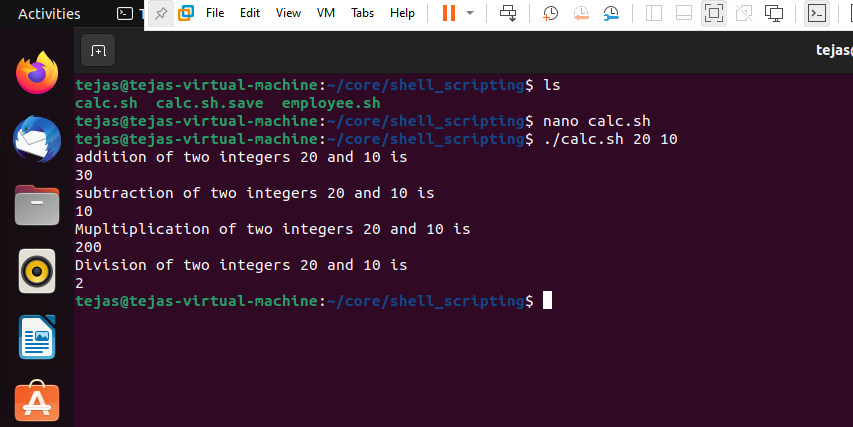 Activities
File Edit View VM Tabs Help
tejas
tejas@tejas-virtual-machine:~/core/shell_scripting$ ls
calc.sh calc.sh.save employee.sh
tejas@tejas-virtual-machine:~/core/shell_scripting$ nano calc.sh
tejas@tejas-virtual-machine:~/core/shell_scripting$ ./calc.sh 20 10
addition of two integers 20 and 10 is
30
subtraction of two integers 20 and 10 is
10
Mupltiplication of two integers 20 and 10 is
200
Division of two integers 20 and 10 is
2
tejas@tejas-virtual-machine:~/core/shell_scripting$